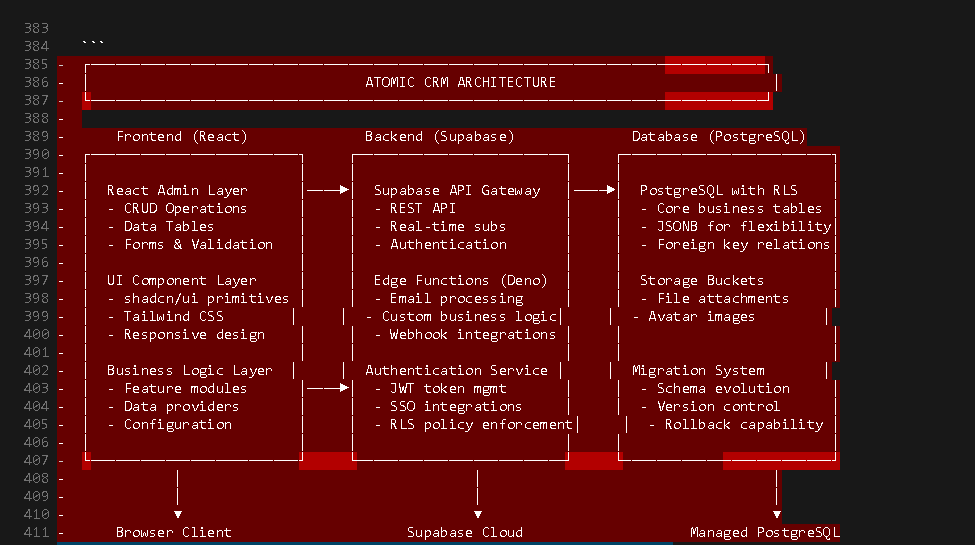 383
384 ```
385 -
386 - ATOMIC CRM ARCHITECTURE
387 -
388 -
389 - Frontend (React) Backend (Supabase) Database (PostgreSQL)
390 -
391 -
392 - React Admin Layer Supabase API Gateway PostgreSQL with RLS
393 - - CRUD Operations - REST API - Core business tables
394 - - Data Tables - Real-time subs - JSONB for flexibility
395 - - Forms & Validation - Authentication - Foreign key relations
396 -
397 - UI Component Layer Edge Functions (Deno) Storage Buckets
398 - - shadcn/ui primitives - Email processing - File attachments
399 - - Tailwind CSS - Custom business logic - Avatar images
400 - - Responsive design - Webhook integrations
401 -
402 - Business Logic Layer Authentication Service Migration System
403 - - Feature modules - JWT token mgmt - Schema evolution
404 - - Data providers - SSO integrations - Version control
405 - - Configuration - RLS policy enforcement - Rollback capability
406 -
407 -
408 -
409 -
410 - ▼ ▼ ▼
411 - Browser Client Supabase Cloud Managed PostgreSQL